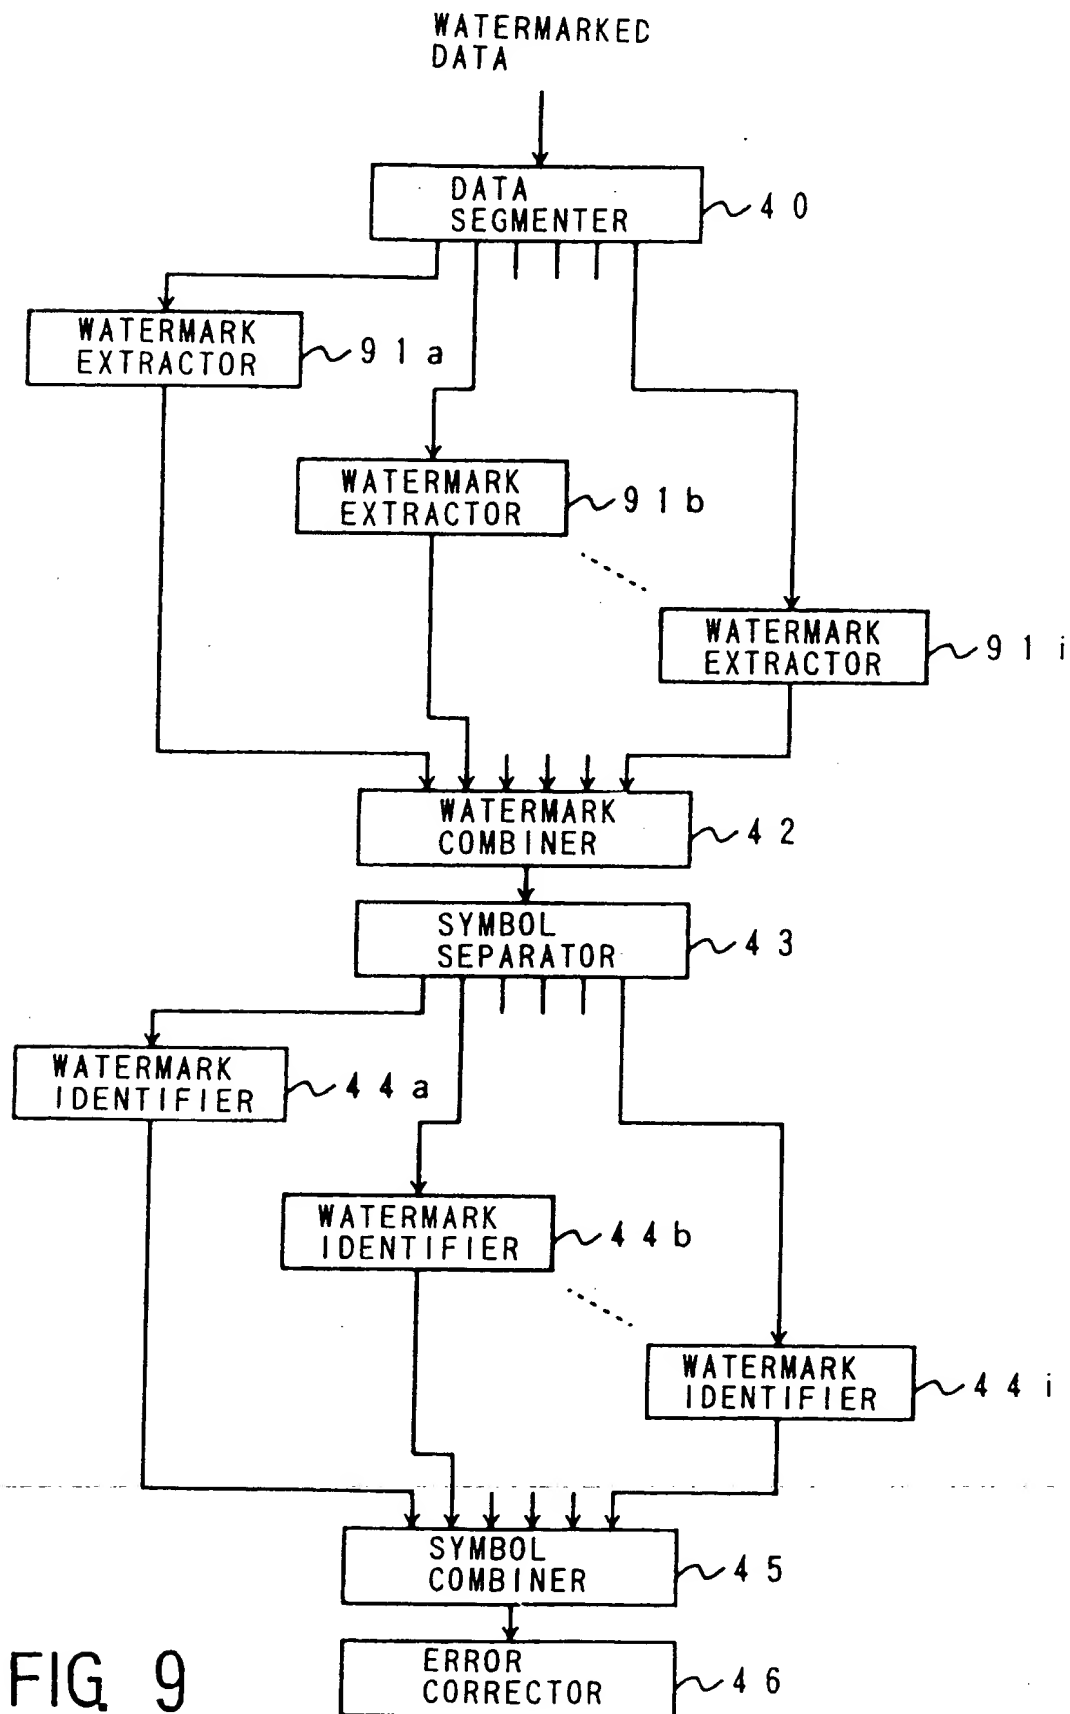 WATERMARKED
DATA
DATA
SEGMENTER
40
WATERMARK
EXTRACTOR
91a
WATERMARK
EXTRACTOR
91b
WATERMARK
EXTRACTOR
91i
WATERMARK
COMBINER
42
SYMBOL
SEPARATOR
43
WATERMARK
IDENTIFIER
44a
WATERMARK
IDENTIFIER
44b
WATERMARK
IDENTIFIER
44i
SYMBOL
COMBINER
45
ERROR
CORRECTOR
46
FIG. 9